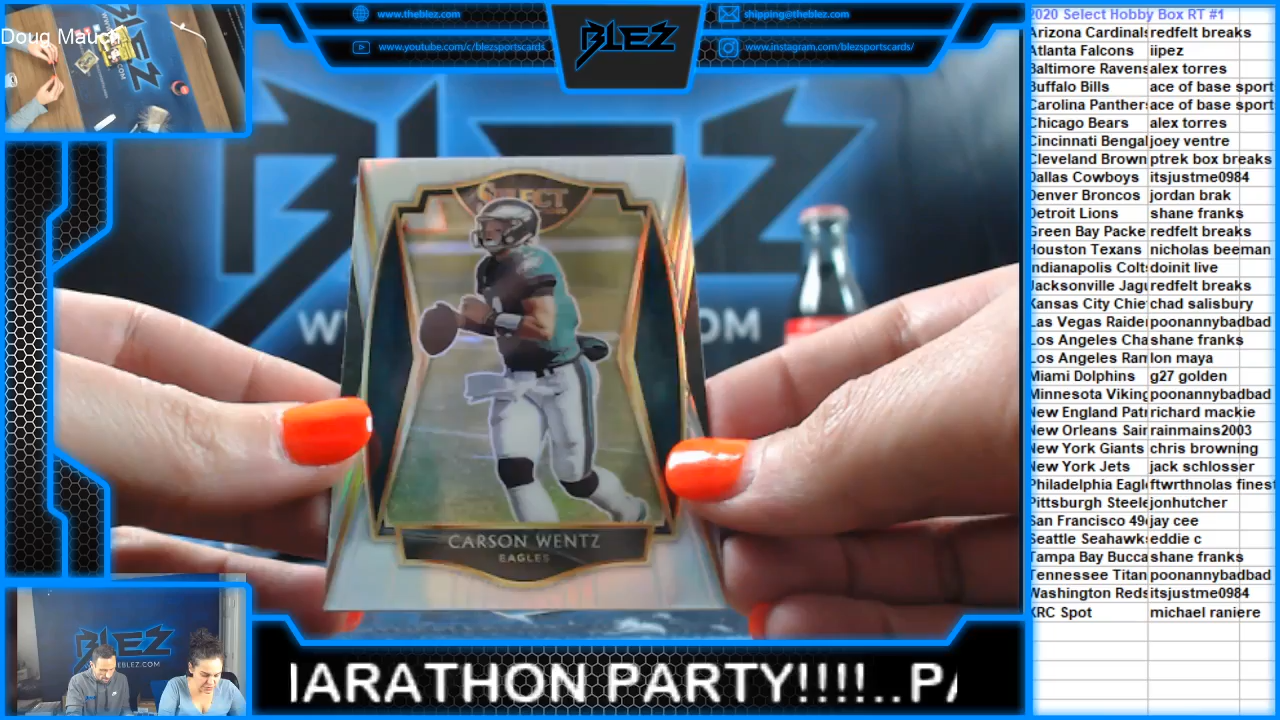 Doug Mauch
www.theblez.com
shipping@theblez.com
www.youtube.com/c/blezsportscards
www.instagram.com/blezsportscards/
BLEZ
SELECT
CARSON WENTZ
EAGLES
BLEZ
THEBLEZ.COM
IARATHON PARTY!!!!..PA
2020 Select Hobby Box RT #1
Arizona Cardinals redfelt breaks
Atlanta Falcons iipez
Baltimore Ravens alex torres
Buffalo Bills ace of base sport
Carolina Panthers ace of base sport
Chicago Bears alex torres
Cincinnati Bengal joey ventre
Cleveland Brown ptrek box breaks
Dallas Cowboys itsjustme0984
Denver Broncos jordan brak
Detroit Lions shane franks
Green Bay Packe redfelt breaks
Houston Texans nicholas beeman
Indianapolis Colts doinit live
Jacksonville Jagu redfelt breaks
Kansas City Chie chad salisbury
Las Vegas Raider poonannybadbad
Los Angeles Cha shane franks
Los Angeles Ram lon maya
Miami Dolphins g27 golden
Minnesota Viking poonannybadbad
New England Patr richard mackie
New Orleans Sain rainmains2003
New York Giants chris browning
New York Jets jack schlosser
Philadelphia Eagl ftwrthnolas finest
Pittsburgh Steele jonhutcher
San Francisco 49e jay cee
Seattle Seahawks eddie c
Tampa Bay Bucca shane franks
Tennessee Titan poonannybadbad
Washington Reds itsjustme0984
XRC Spot michael raniere